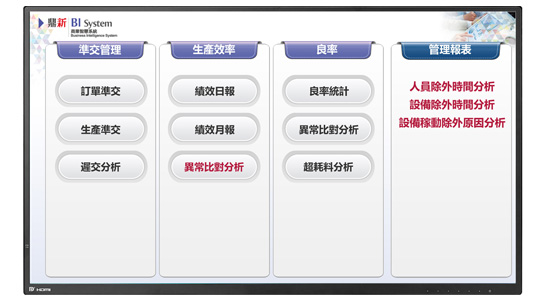 鼎新 BI System
商業智慧系統
Business Intelligence System
準交管理
生產效率
良率
管理報表
訂單準交
績效日報
良率統計
人員除外時間分析
生產準交
績效月報
異常比對分析
設備除外時間分析
遲交分析
異常比對分析
超耗料分析
設備稼動除外原因分析
HDMI